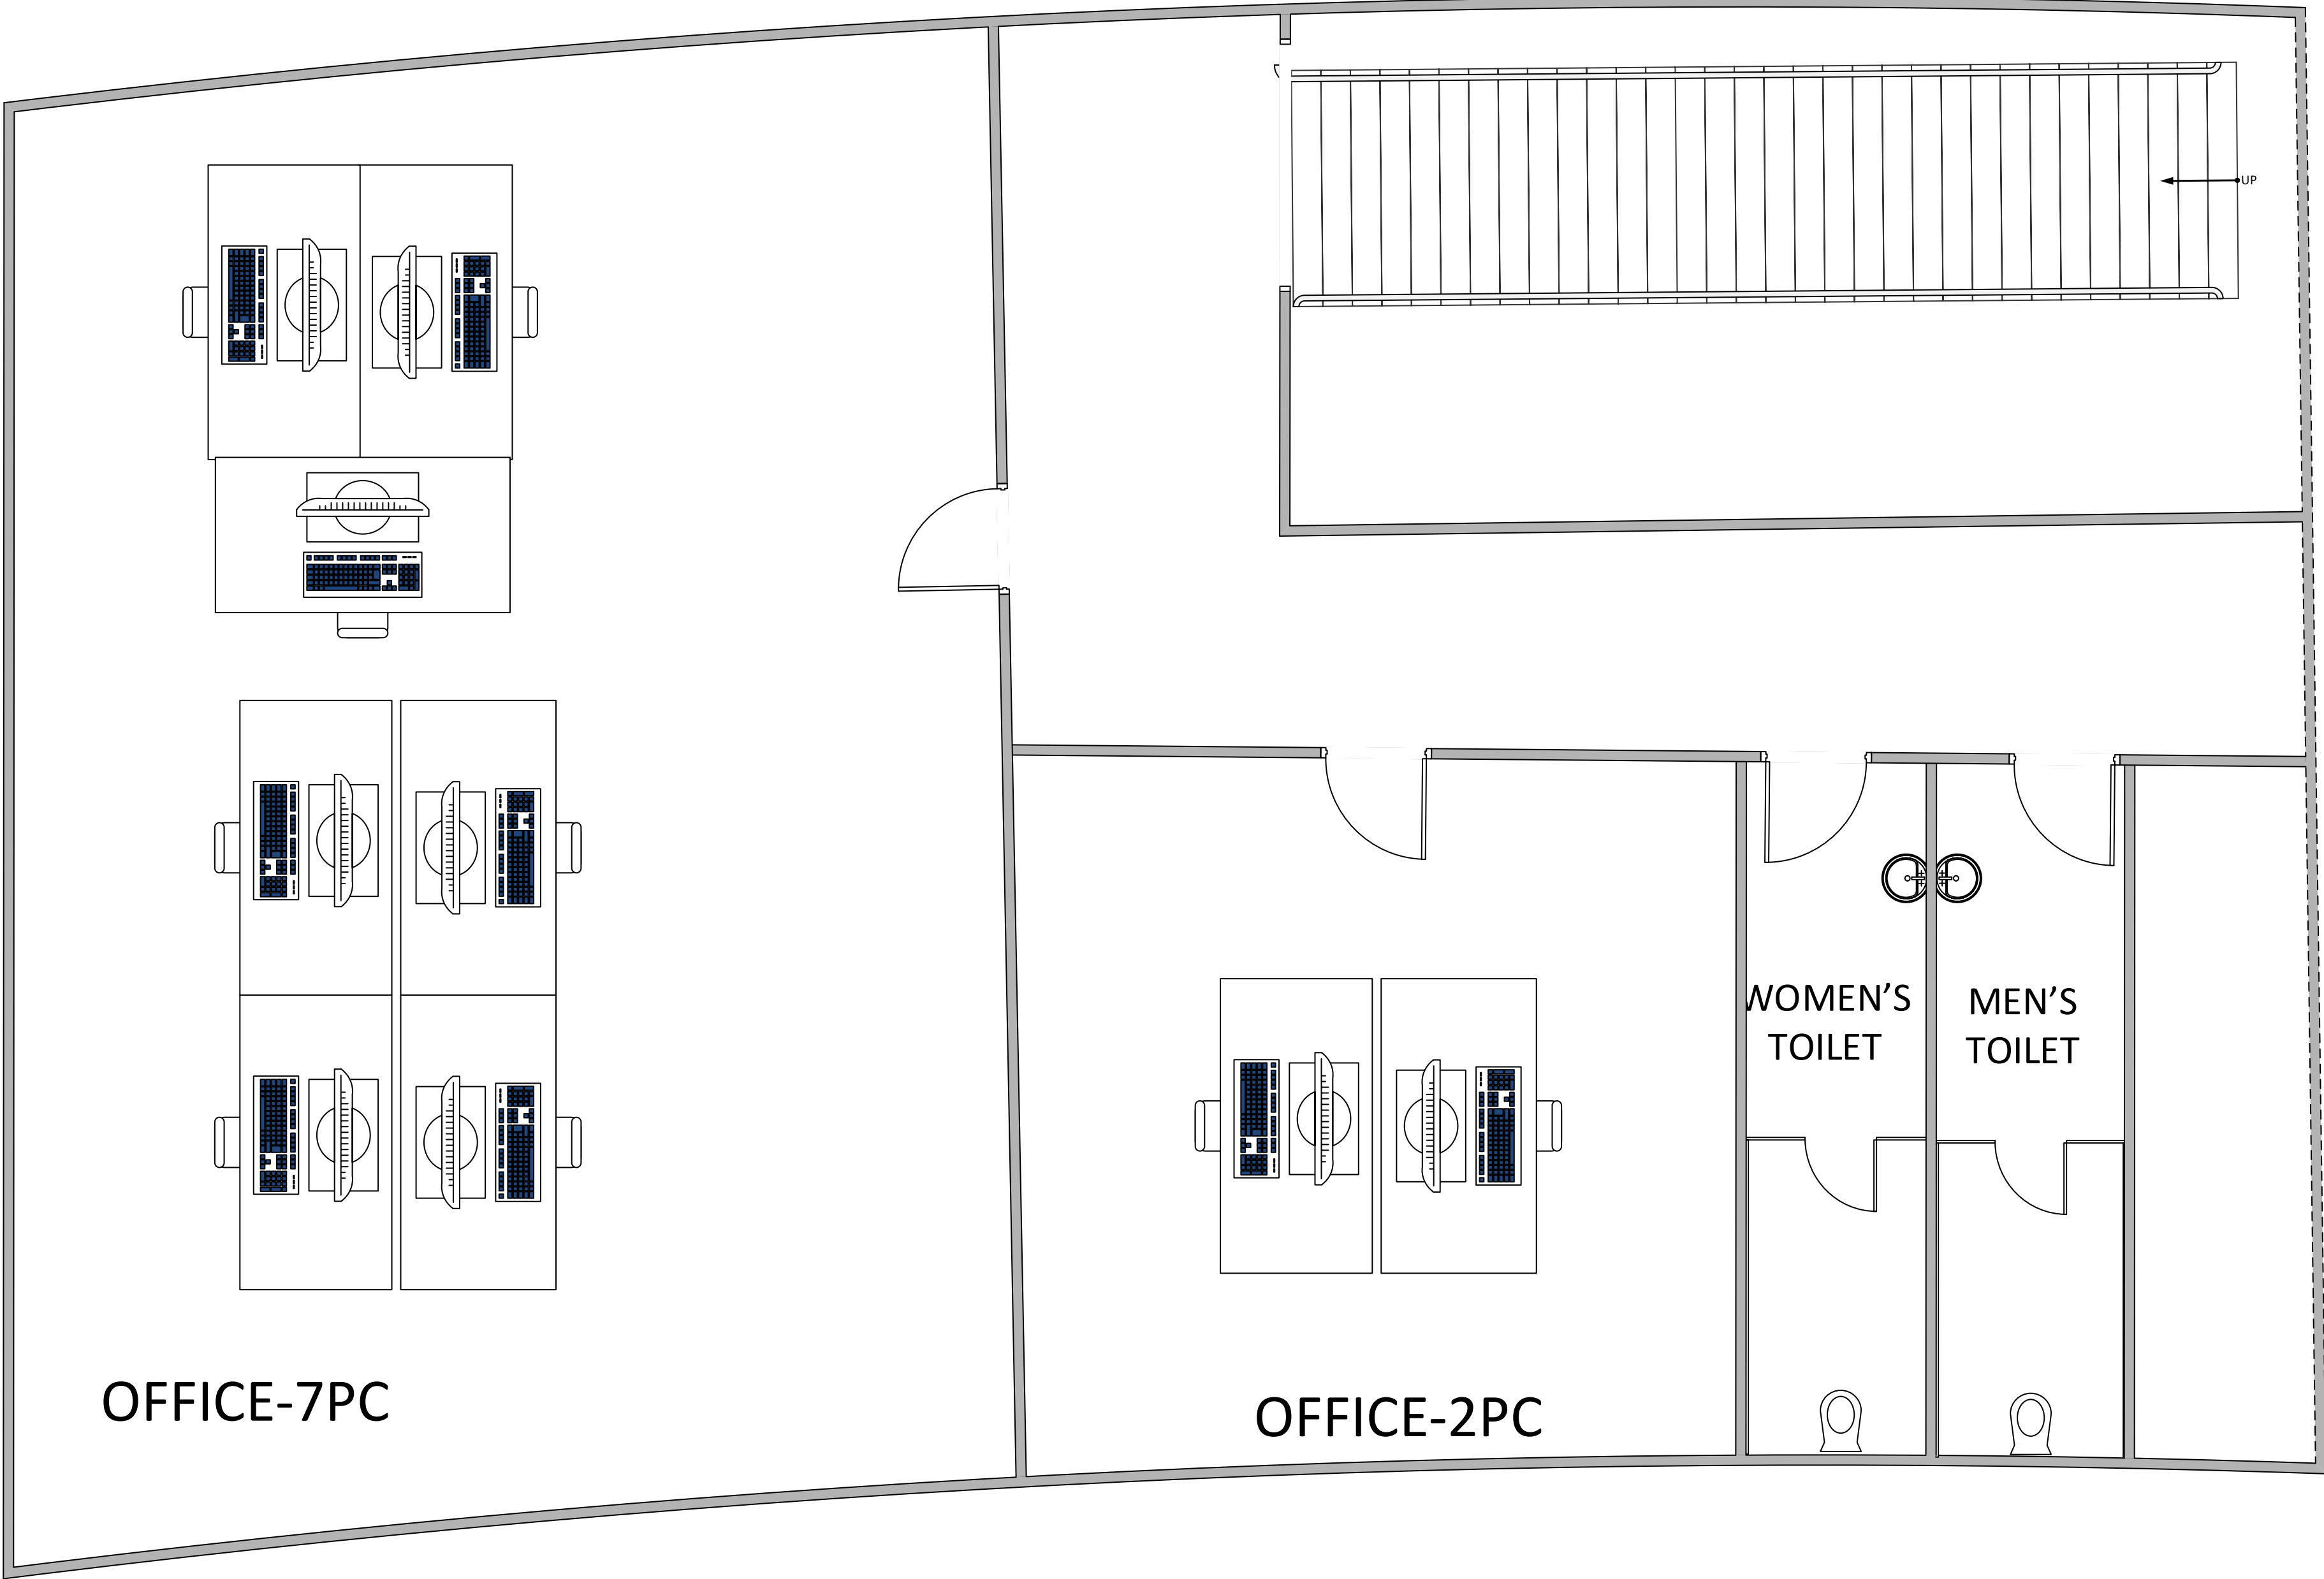 UP
WOMEN'S
TOILET
MEN'S
TOILET
OFFICE-7PC
OFFICE-2PC